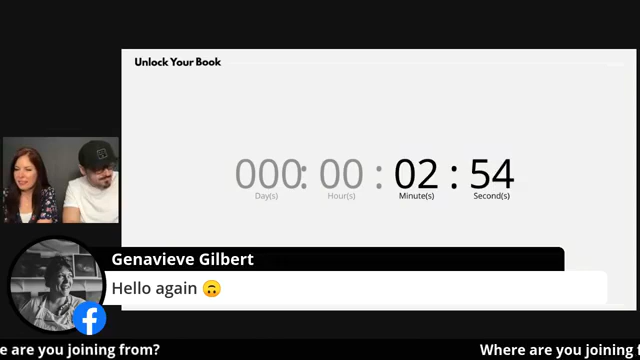 Unlock Your Book
000: 00 : 02 : 54
Day(s) Hour(s) Minute(s) Second(s)
Genavieve Gilbert
Hello again 🙃
e are you joining from? Where are you joining f